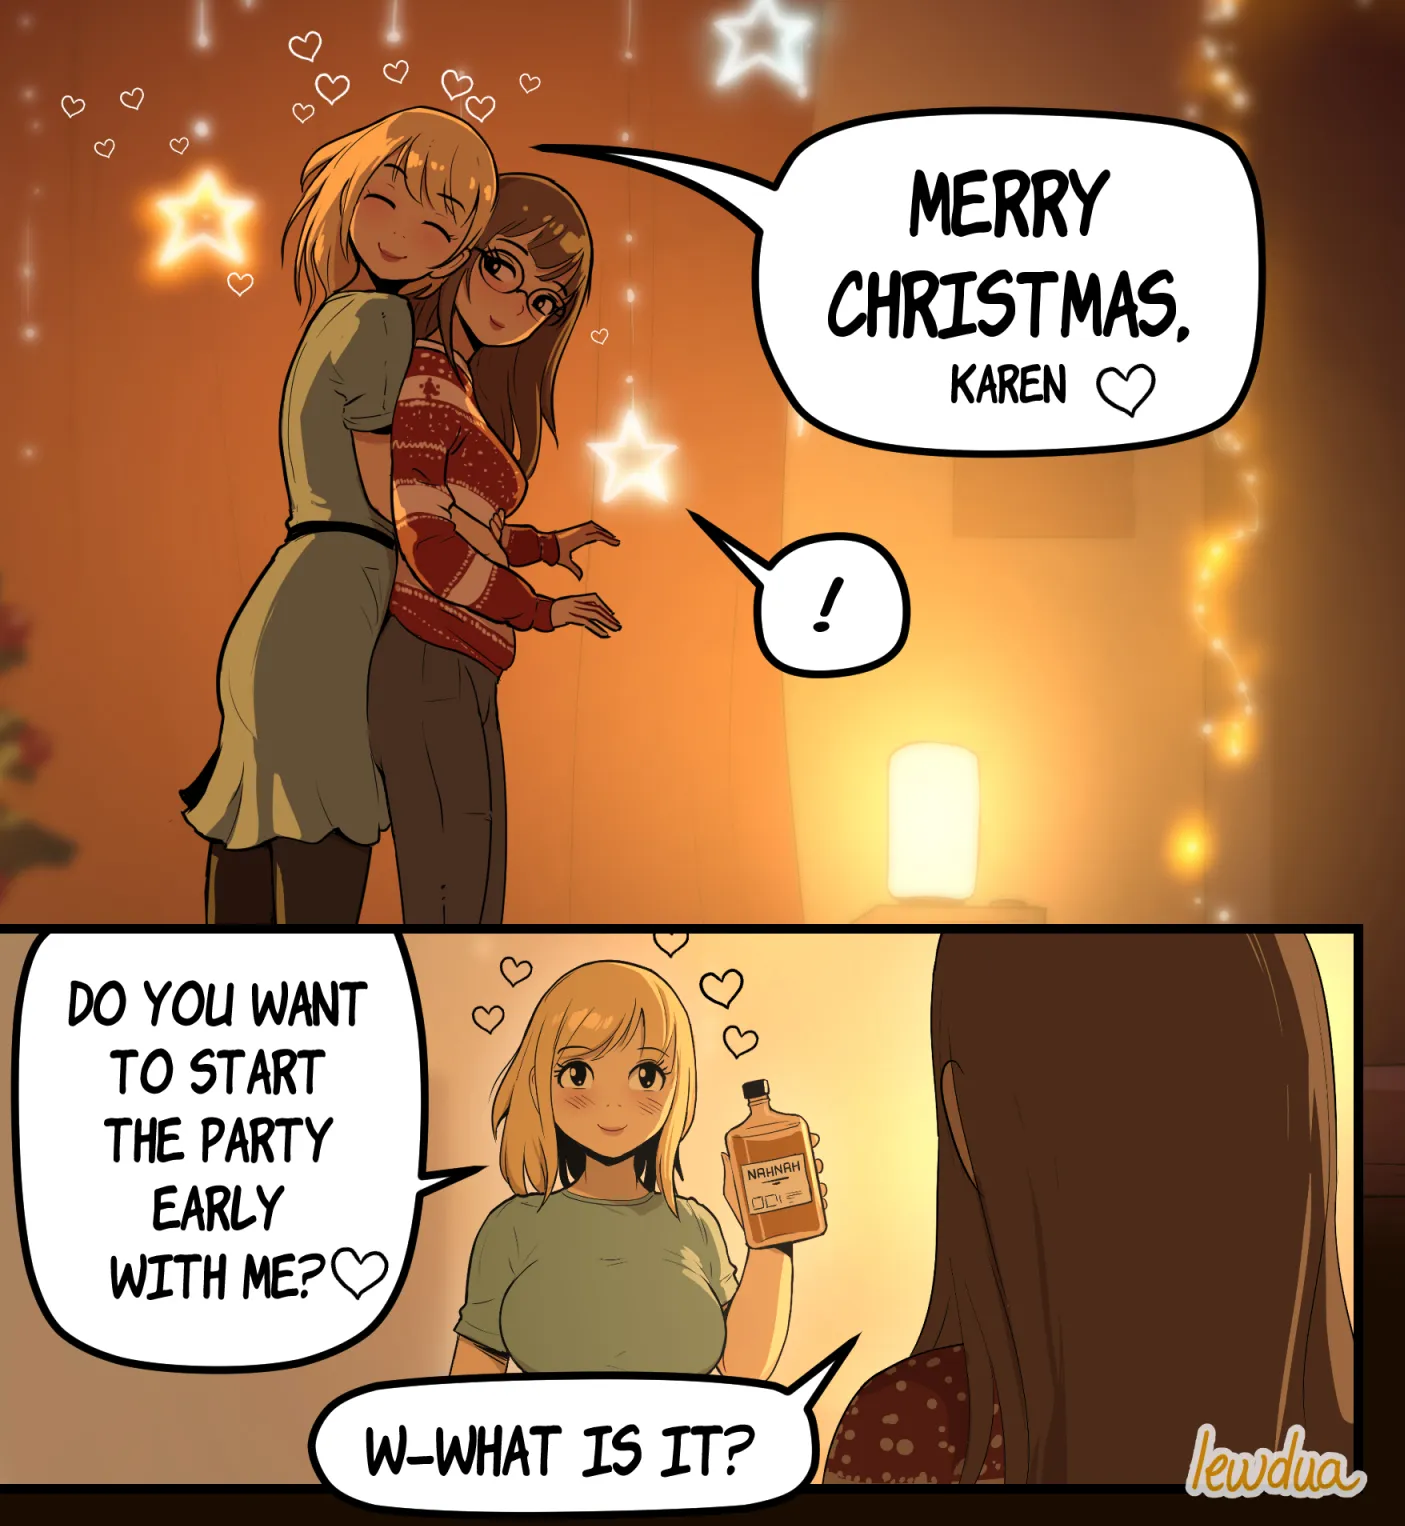 MERRY
CHRISTMAS,
KAREN
!
DO YOU WANT
TO START
THE PARTY
EARLY
WITH ME?
NAHNAH
W-WHAT IS IT?
lewdua